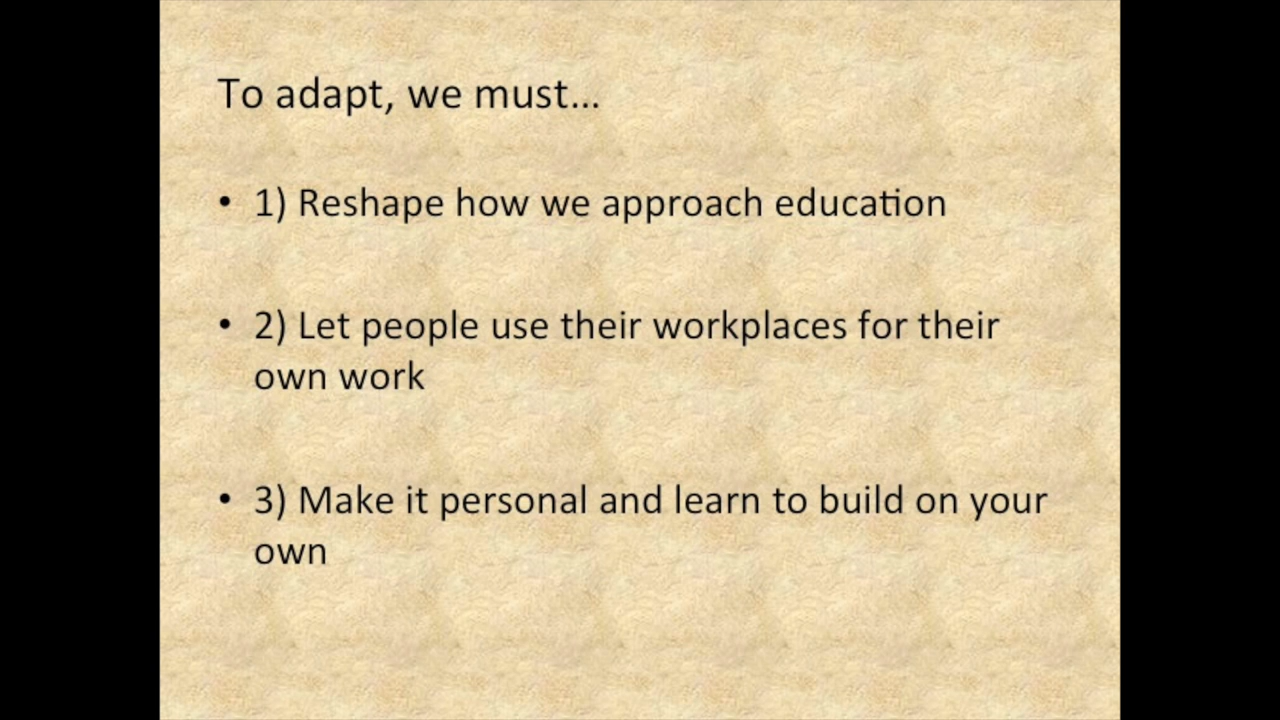 To adapt, we must...
• 1) Reshape how we approach education
• 2) Let people use their workplaces for their
own work
• 3) Make it personal and learn to build on your
own